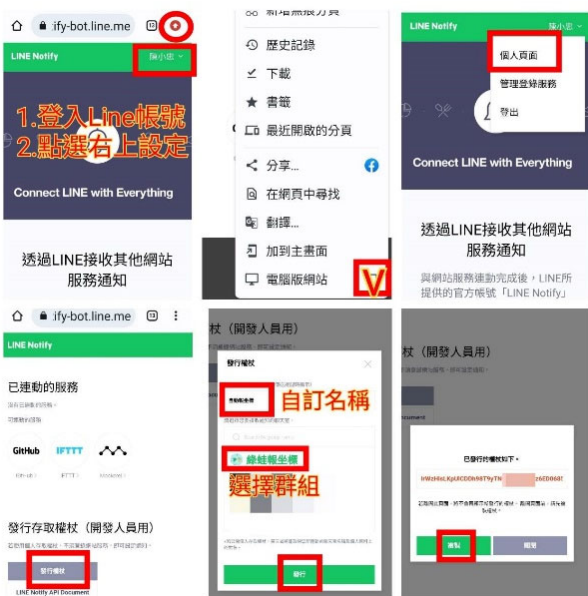 ify-bot.line.me
LINE Notify
陳小忠
1.登入Line帳號
2.點選右上設定
Connect LINE with Everything
透過LINE接收其他網站
服務通知
新增無痕分頁
歷史記錄
下載
書籤
最近開啟的分頁
分享...
在網頁中尋找
翻譯...
加到主畫面
電腦版網站
V
LINE Notify
個人頁面
管理登錄服務
登出
Connect LINE with Everything
透過LINE接收其他網站
服務通知
與網站服務連動完成後，LINE所
提供的官方帳號「LINE Notify」
ify-bot.line.me
LINE Notify
已連動的服務
GitHub
IFTTT
發行存取權杖（開發人員用）
發行權杖
LINE Notify API Document
杖（開發人員用）
發行權杖
自訂名稱
綠蛙報坐標
選擇群組
發行
杖（開發人員用）
已發行的權杖如下。
複製
關閉